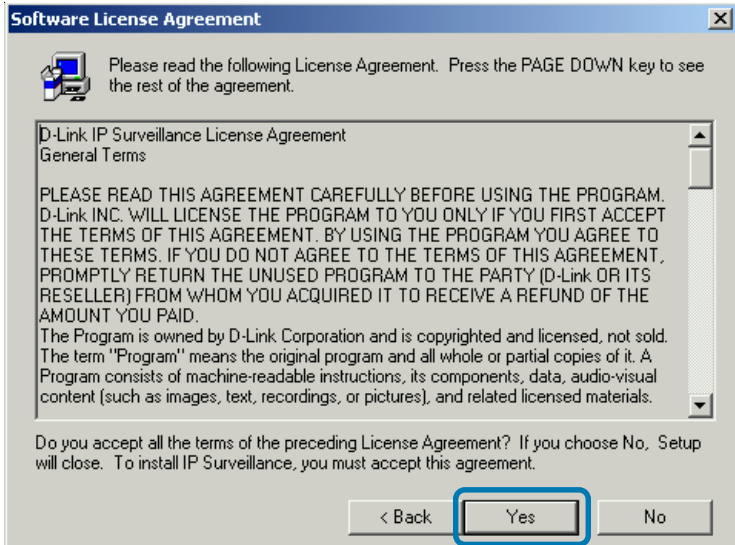 Software License Agreement
Please read the following License Agreement. Press the PAGE DOWN key to see
the rest of the agreement.
D-Link IP Surveillance License Agreement
General Terms
PLEASE READ THIS AGREEMENT CAREFULLY BEFORE USING THE PROGRAM.
D-Link INC. WILL LICENSE THE PROGRAM TO YOU ONLY IF YOU FIRST ACCEPT
THE TERMS OF THIS AGREEMENT. BY USING THE PROGRAM YOU AGREE TO
THESE TERMS. IF YOU DO NOT AGREE TO THE TERMS OF THIS AGREEMENT,
PROMPTLY RETURN THE UNUSED PROGRAM TO THE PARTY (D-Link OR ITS
RESELLER) FROM WHOM YOU ACQUIRED IT TO RECEIVE A REFUND OF THE
AMOUNT YOU PAID.
The Program is owned by D-Link Corporation and is copyrighted and licensed, not sold.
The term "Program" means the original program and all whole or partial copies of it. A
Program consists of machine-readable instructions, its components, data, audio-visual
content (such as images, text, recordings, or pictures), and related licensed materials.
Do you accept all the terms of the preceding License Agreement? If you choose No, Setup
will close. To install IP Surveillance, you must accept this agreement.
< Back Yes No